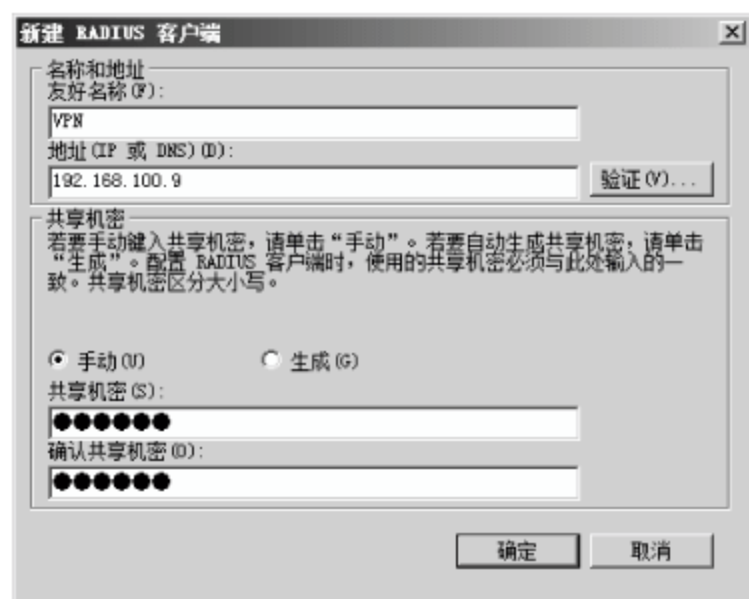 新建 RADIUS 客户端
名称和地址
友好名称(F):
VPN
地址(IP 或 DNS)(D):
192.168.100.9
验证(V)...
共享机密
若要手动键入共享机密，请单击“手动”。若要自动生成共享机密，请单击
“生成”。配置 RADIUS 客户端时，使用的共享机密必须与此处输入的一
致。共享机密区分大小写。
手动(U)
生成(G)
共享机密(S):
●●●●●●
确认共享机密(O):
●●●●●●
确定
取消